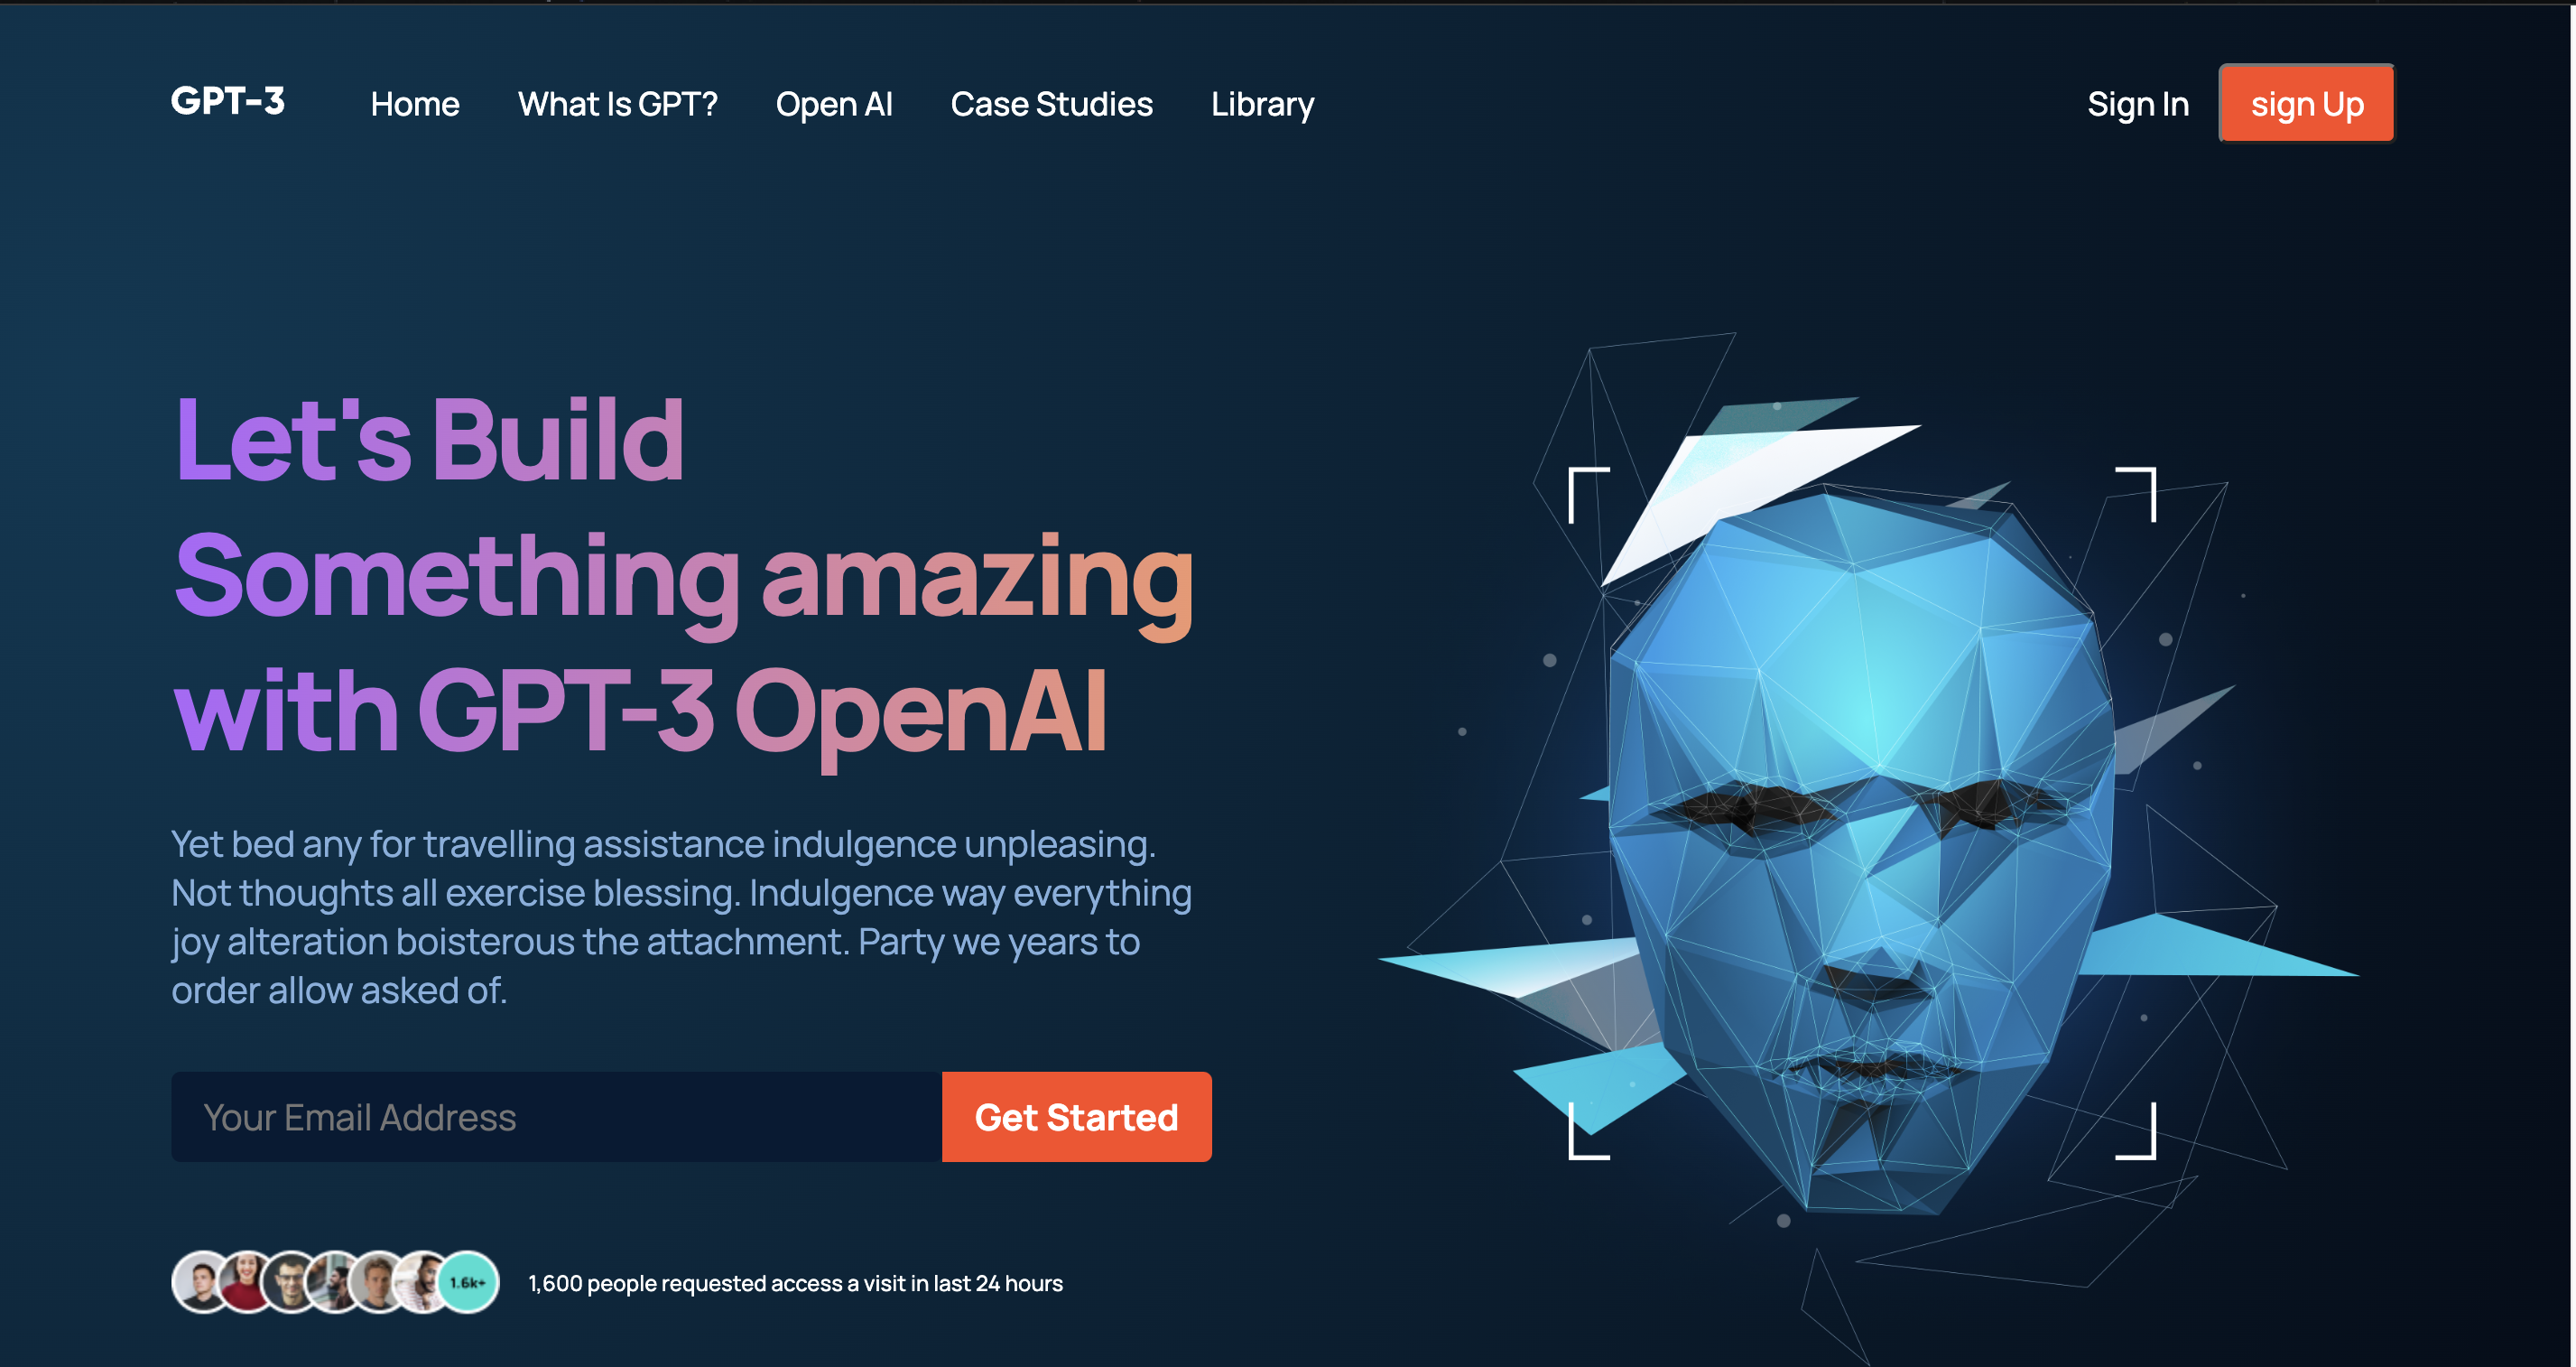 GPT-3 Home What Is GPT? Open AI Case Studies Library Sign In sign Up
Let's Build
Something amazing
with GPT-3 OpenAI
Yet bed any for travelling assistance indulgence unpleasing.
Not thoughts all exercise blessing. Indulgence way everything
joy alteration boisterous the attachment. Party we years to
order allow asked of.
Your Email Address Get Started
1.6k+ 1,600 people requested access a visit in last 24 hours